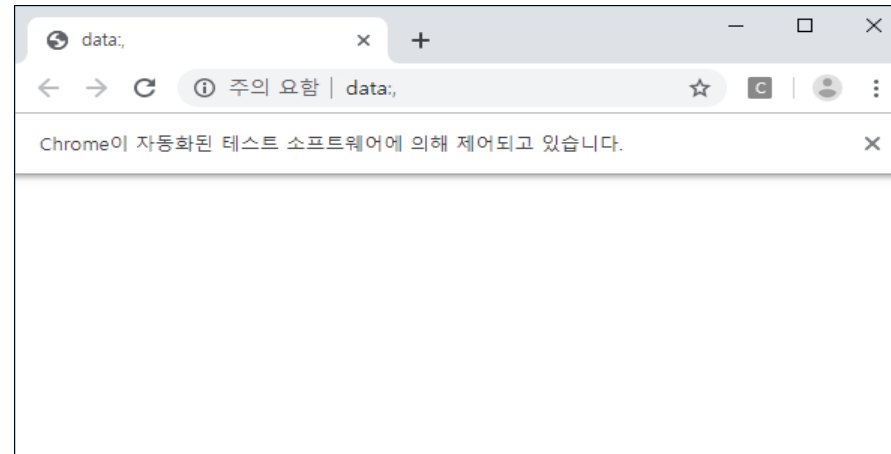 data:,
주의 요함 | data:,
C
Chrome이 자동화된 테스트 소프트웨어에 의해 제어되고 있습니다.